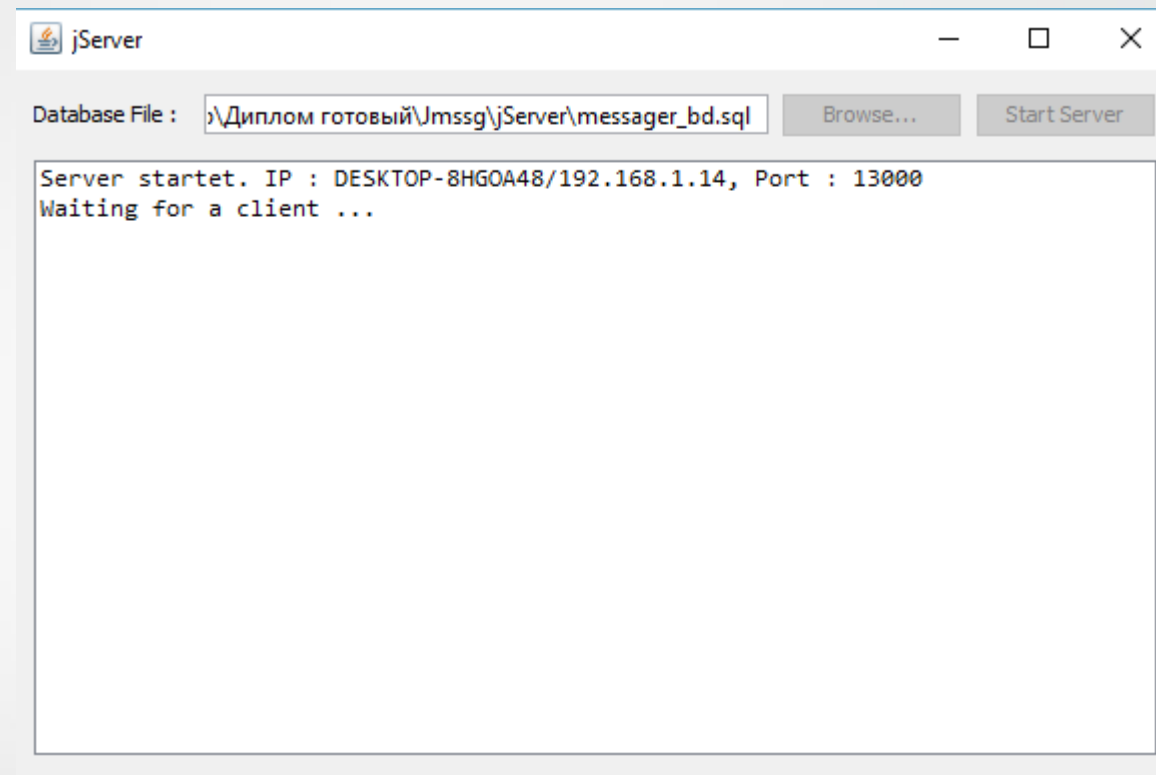 jServer
Database File : \Диплом готовый\Jmssg\jServer\messager_bd.sql Browse... Start Server
Server startet. IP : DESKTOP-8HGOA48/192.168.1.14, Port : 13000
Waiting for a client ...